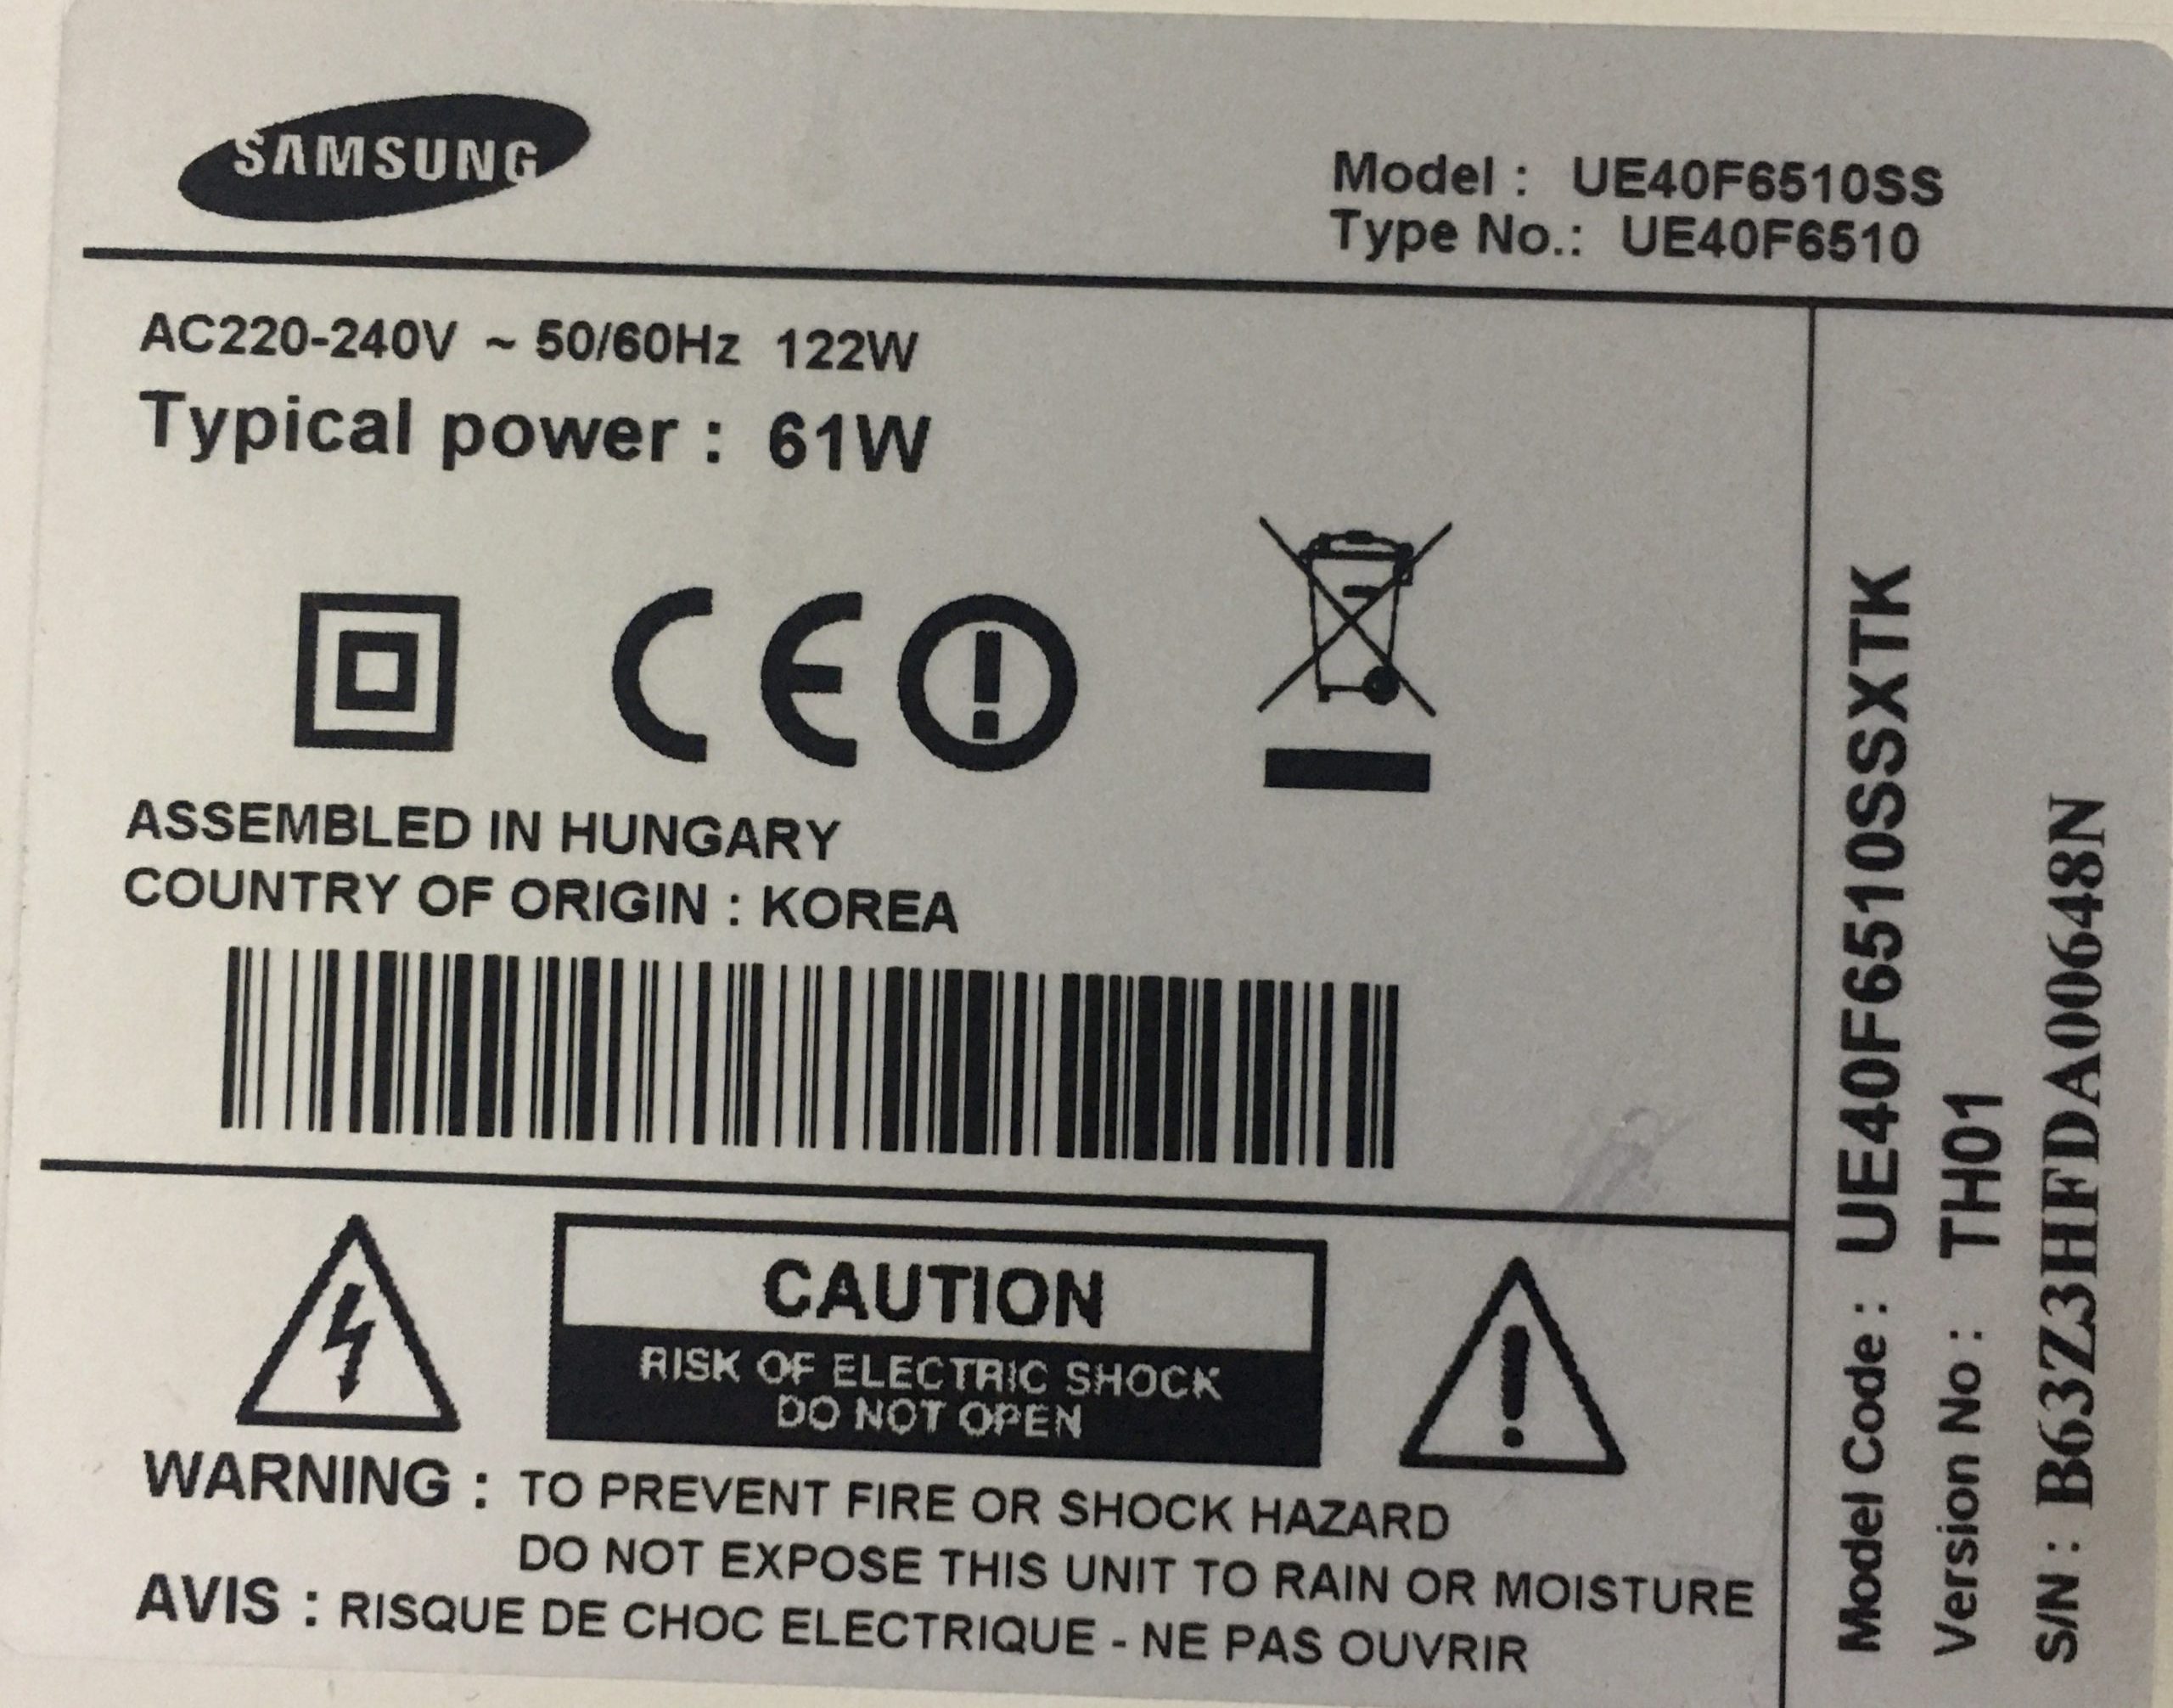 SAMSUNG
Model : UE40F6510SS
Type No.: UE40F6510
AC220-240V ~ 50/60Hz 122W
Typical power : 61W
CE
ASSEMBLED IN HUNGARY
COUNTRY OF ORIGIN : KOREA
CAUTION
RISK OF ELECTRIC SHOCK
DO NOT OPEN
WARNING : TO PREVENT FIRE OR SHOCK HAZARD
DO NOT EXPOSE THIS UNIT TO RAIN OR MOISTURE
AVIS : RISQUE DE CHOC ELECTRIQUE - NE PAS OUVRIR
Model Code : UE40F6510SSXTK
Version No : TH01
S/N : B63Z3HFDA00648N